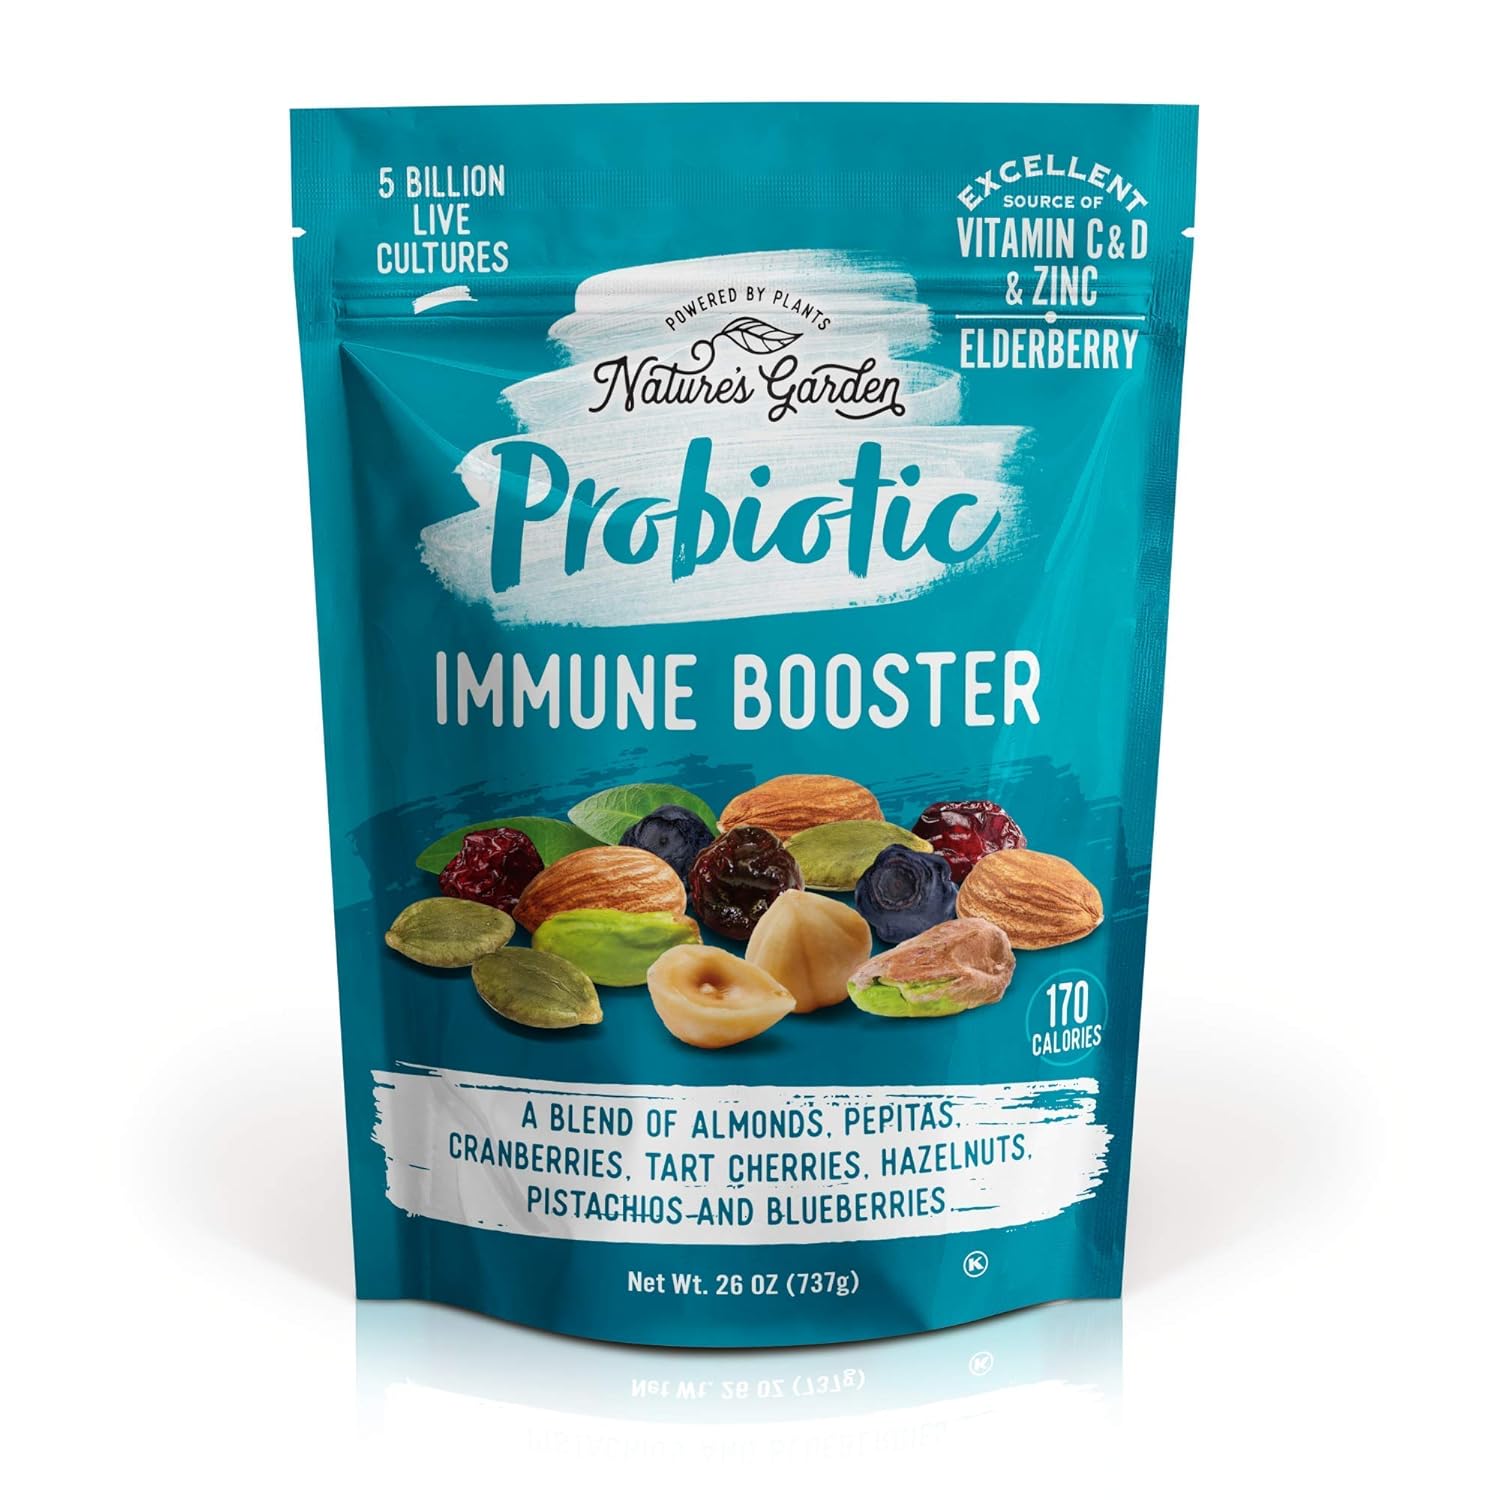 5 BILLION
LIVE
CULTURES
EXCELLENT
SOURCE OF
VITAMIN C & D
& ZINC
ELDERBERRY
POWERED BY PLANTS
Nature's Garden
Probiotic
IMMUNE BOOSTER
170
CALORIES
A BLEND OF ALMONDS, PEPITAS,
CRANBERRIES, TART CHERRIES, HAZELNUTS,
PISTACHIOS AND BLUEBERRIES
Net Wt. 26 OZ (737g)
K